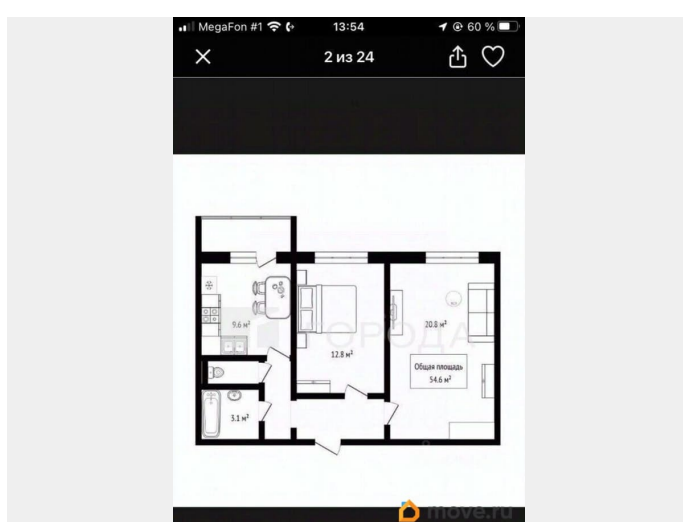 MegaFon #1 13:54 60 %
2 из 24
9.6 м²
ГОРОДА
20.8 м²
12.8 м²
Общая площадь
54.6 м²
3.1 м²
move.ru